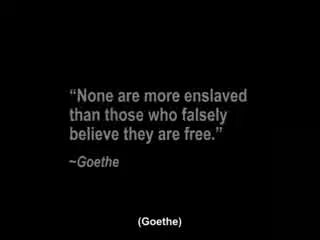 “None are more enslaved
than those who falsely
believe they are free.”
~Goethe
(Goethe)